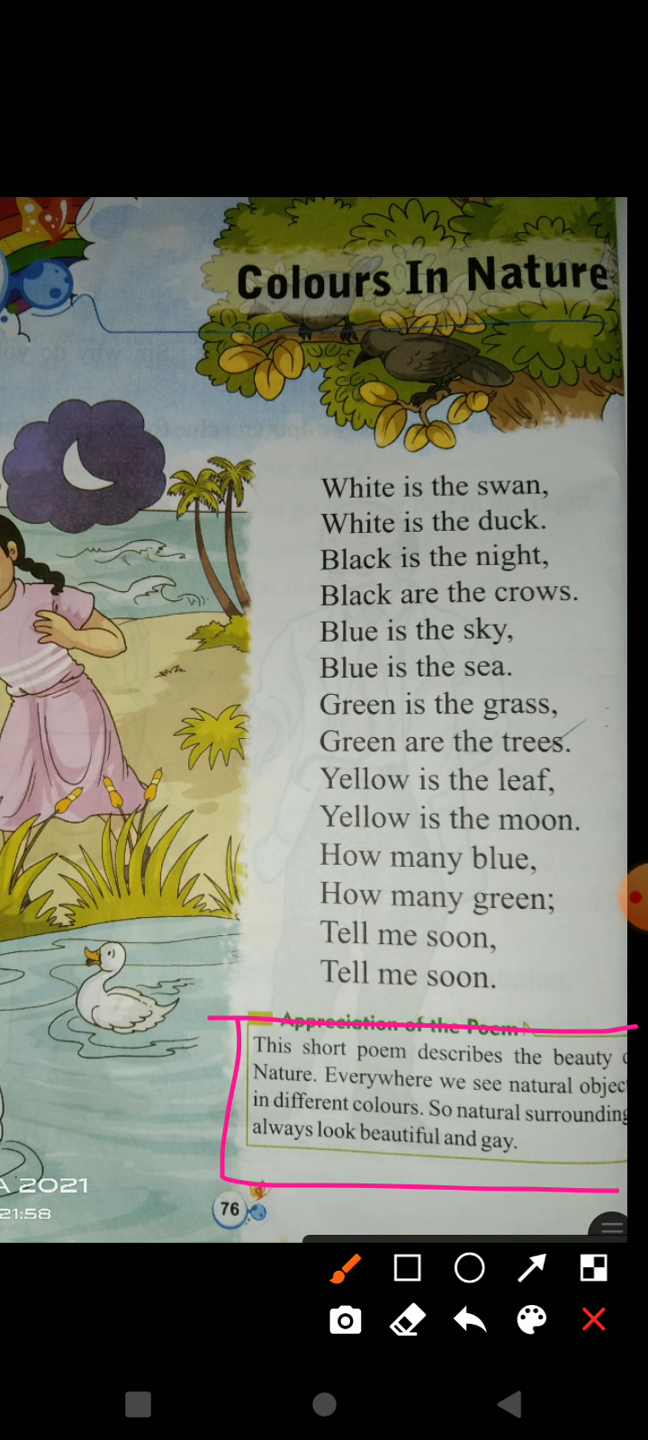 Colours In Nature
White is the swan,
White is the duck.
Black is the night,
Black are the crows.
Blue is the sky,
Blue is the sea.
Green is the grass,
Green are the trees.
Yellow is the leaf,
Yellow is the moon.
How many blue,
How many green;
Tell me soon,
Tell me soon.
Appreciation of the Poem
This short poem describes the beauty
Nature. Everywhere we see natural objec
in different colours. So natural surrounding
always look beautiful and gay.
A 2021
21:58
76